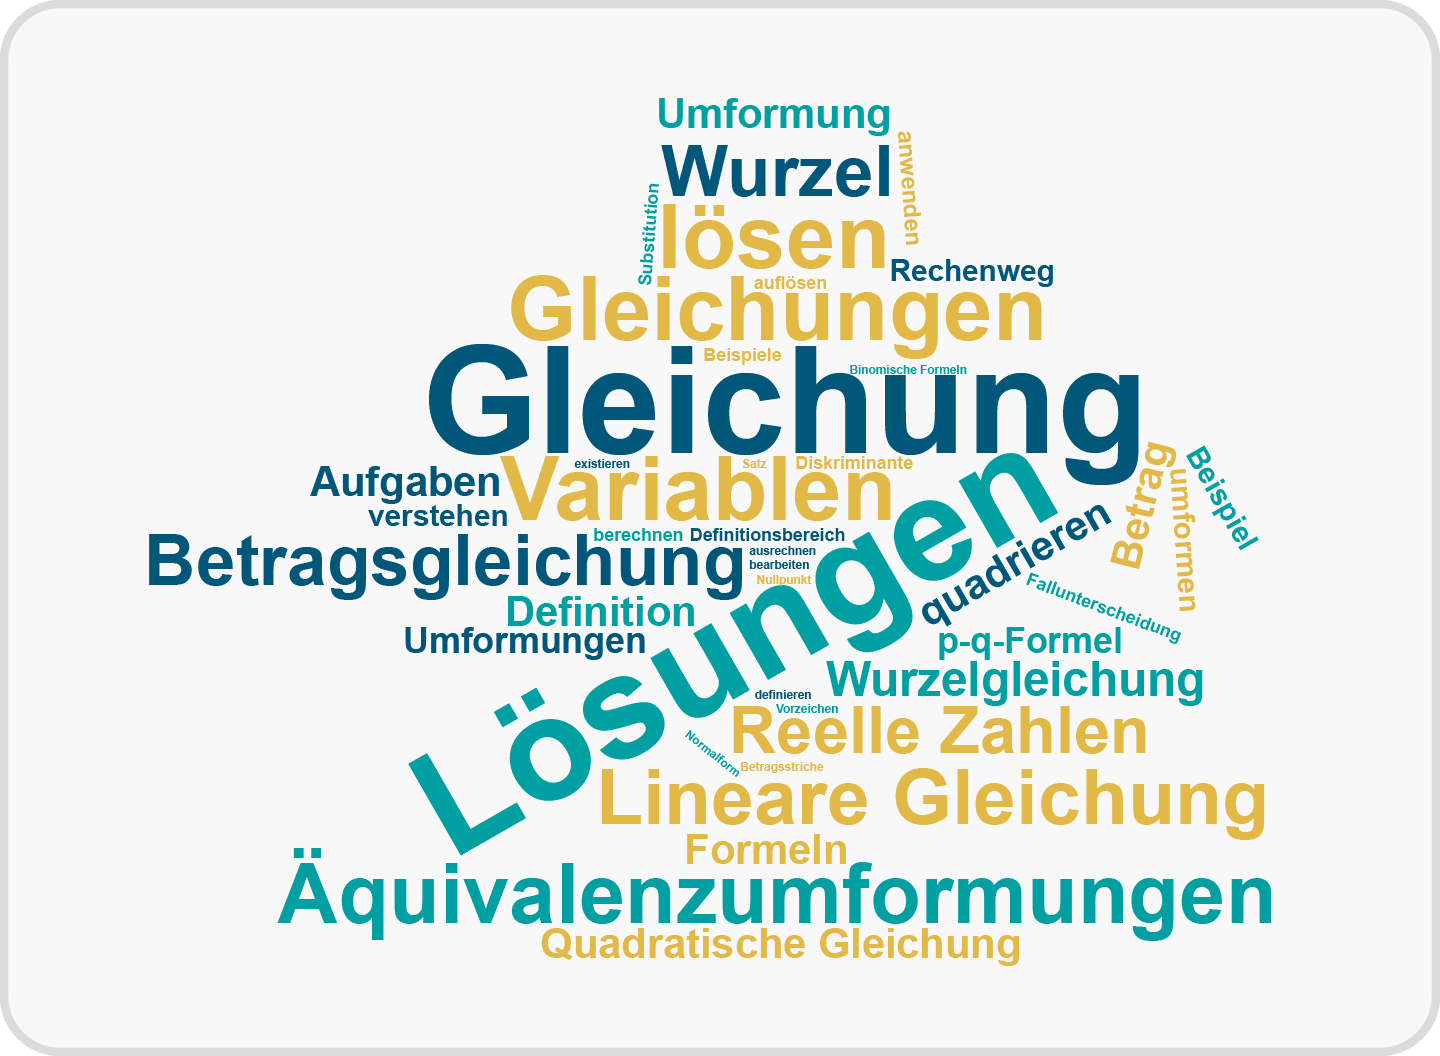 Umformung
anwenden
Wurzel
Substitution
lösen
Rechenweg
auflösen
Gleichungen
Beispiele
Binomische Formeln
Gleichung
existieren
Satz
Diskriminante
Aufgaben
Variablen
Betrag
umformen
Beispiel
verstehen
berechnen
Definitionsbereich
Betragsgleichung
ausrechnen
bearbeiten
Nullpunkt
Lösungen
quadrieren
Fallunterscheidung
Definition
Umformungen
p-q-Formel
Wurzelgleichung
definieren
Vorzeichen
Reelle Zahlen
Normalform
Betragsstriche
Lineare Gleichung
Formeln
Äquivalenzumformungen
Quadratische Gleichung